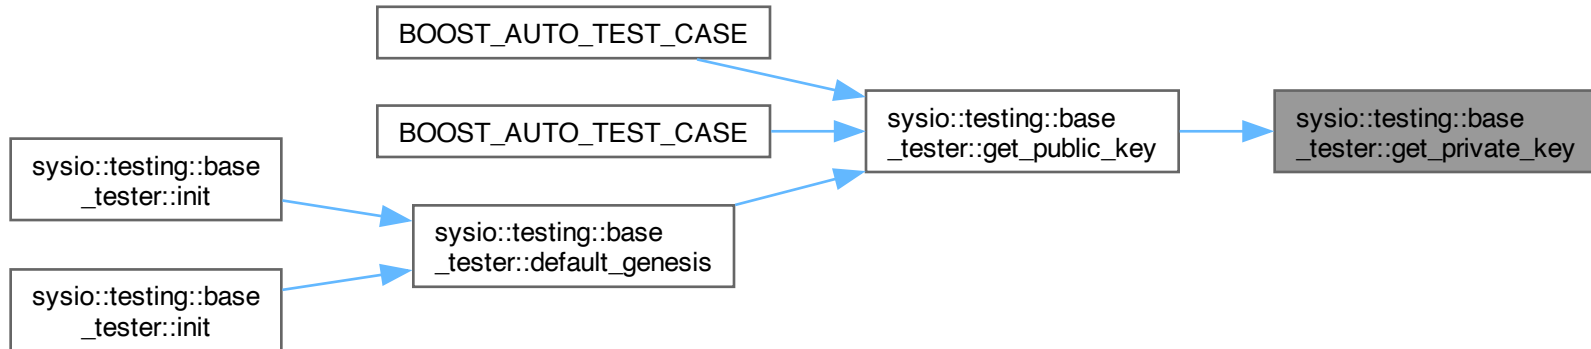 BOOST_AUTO_TEST_CASE
BOOST_AUTO_TEST_CASE
sysio::testing::base
_tester::get_public_key
sysio::testing::base
_tester::get_private_key
sysio::testing::base
_tester::init
sysio::testing::base
_tester::default_genesis
sysio::testing::base
_tester::init